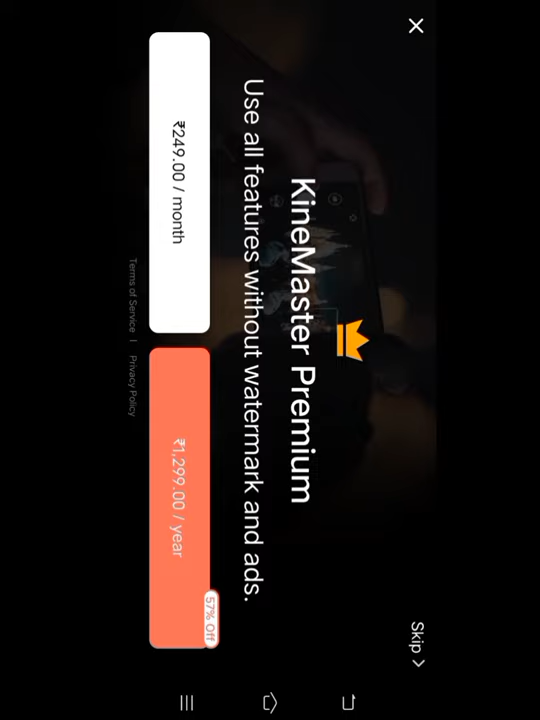 Skip >
KineMaster Premium
Use all features without watermark and ads.
57% Off
₹249.00 / month
₹1,299.00 / year
Terms of Service | Privacy Policy